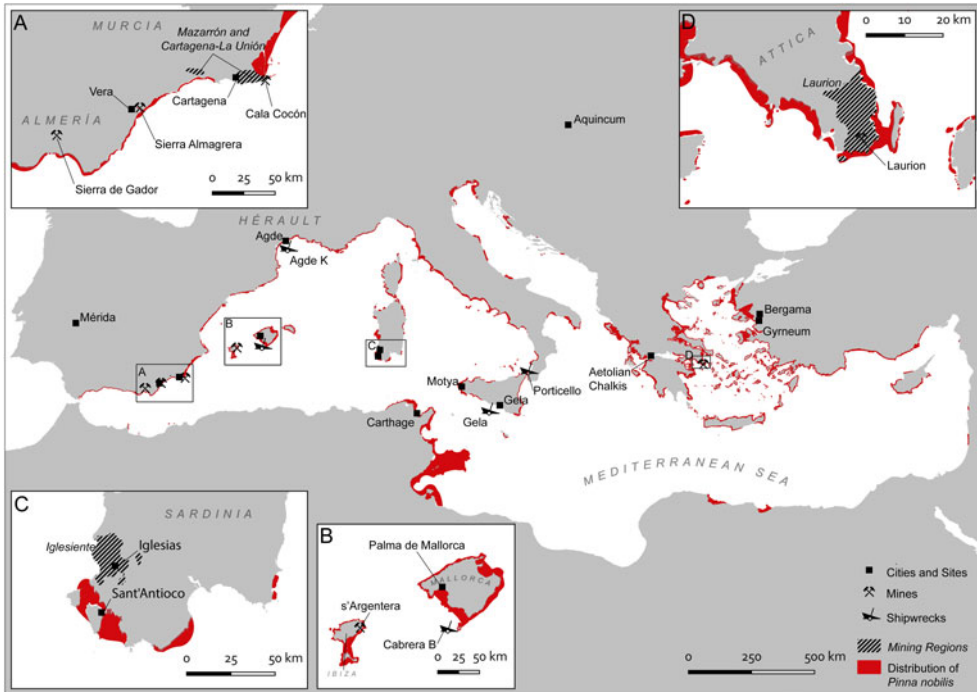 A
MURCIA
Mazarrón and
Cartagena-La Unión
Vera
Cartagena
Cala Cocón
ALMERÍA
Sierra Almagrera
Sierra de Gador
0 25 50 km
D
0 10 20
km
ATTICA
Laurion
Laurion
Aquincum
HÉRAULT
Agde
Agde K
Mérida
A
B
C
D
Bergama
Gyrneum
Aetolian
Chalkis
Motya
Porticello
Gela
Gela
Carthage
MEDITERRANEAN SEA
C
SARDINIA
Iglesiente
Iglesias
Sant'Antioco
0 25 50 km
B
Palma de Mallorca
MALLORCA
s'Argentera
Cabrera B
IBIZA
0 25 50 km
0 250 500 km
Cities and Sites
Mines
Shipwrecks
Mining Regions
Distribution of
Pinna nobilis